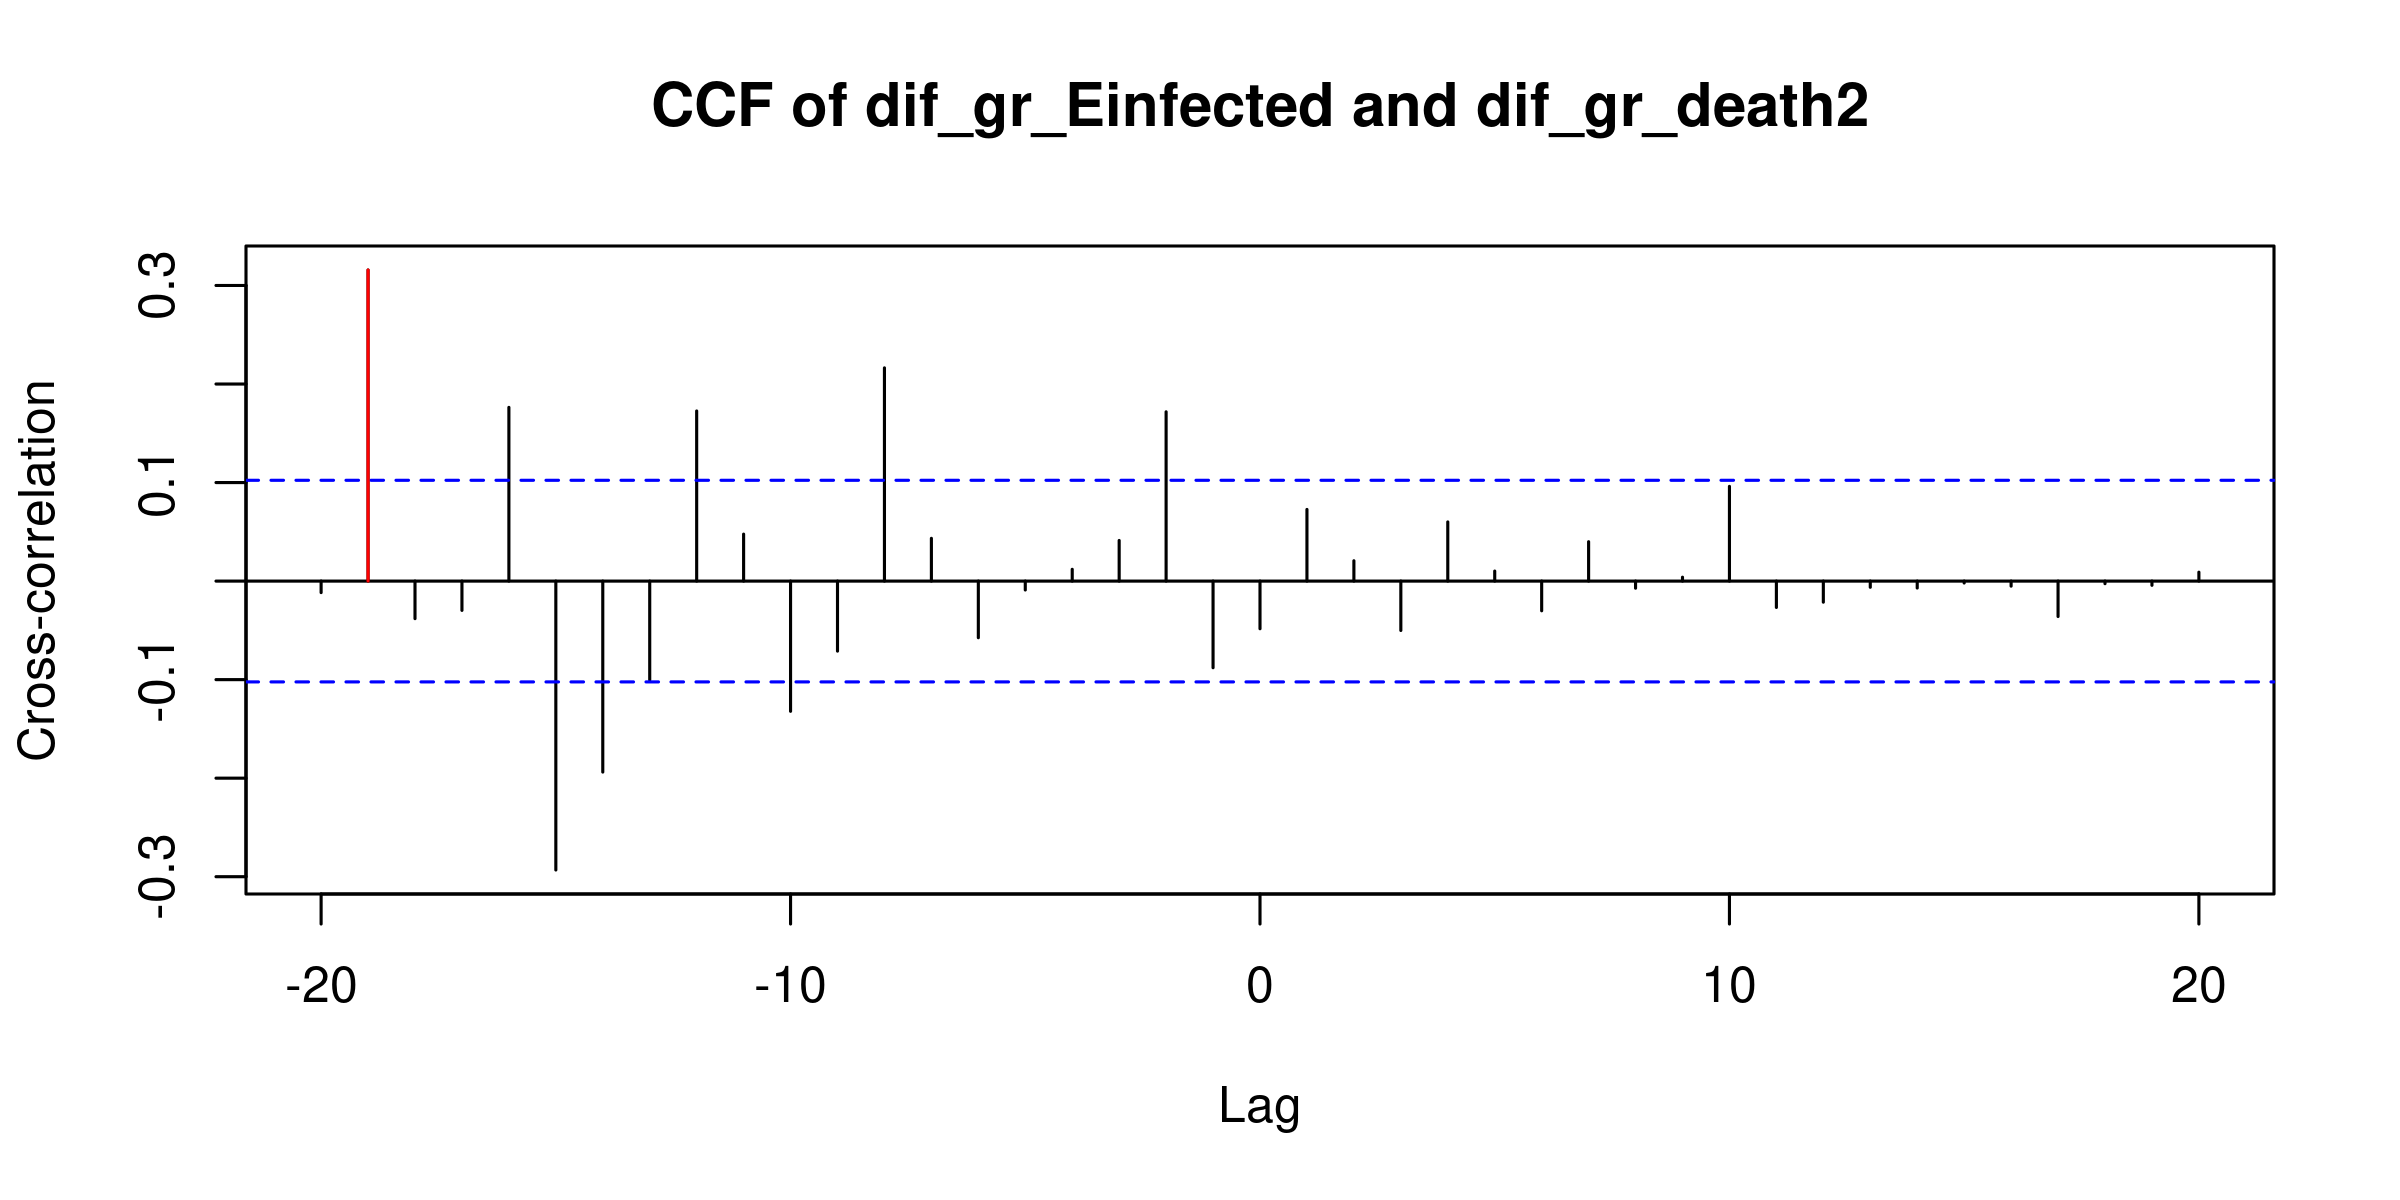 CCF of dif_gr_Einfected and dif_gr_death2
Cross-correlation
0.3
0.1
-0.1
-0.3
-20 -10 0 10 20
Lag